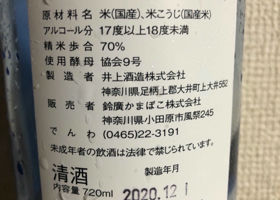 原材料名 米(国産)、米こうじ(国産米)
アルコール分 17度以上18度未満
精米歩合 70%
使用酵母 協会9号
製造者 井上酒造株式会社
神奈川県足柄上郡大井町上大井552
販売者 鈴廣かまぼこ株式会社
神奈川県小田原市風祭245
でんわ (0465)22-3191
未成年者の飲酒は法律で禁じられています。
清酒 製造年月
内容量 720ml 2020.12.1